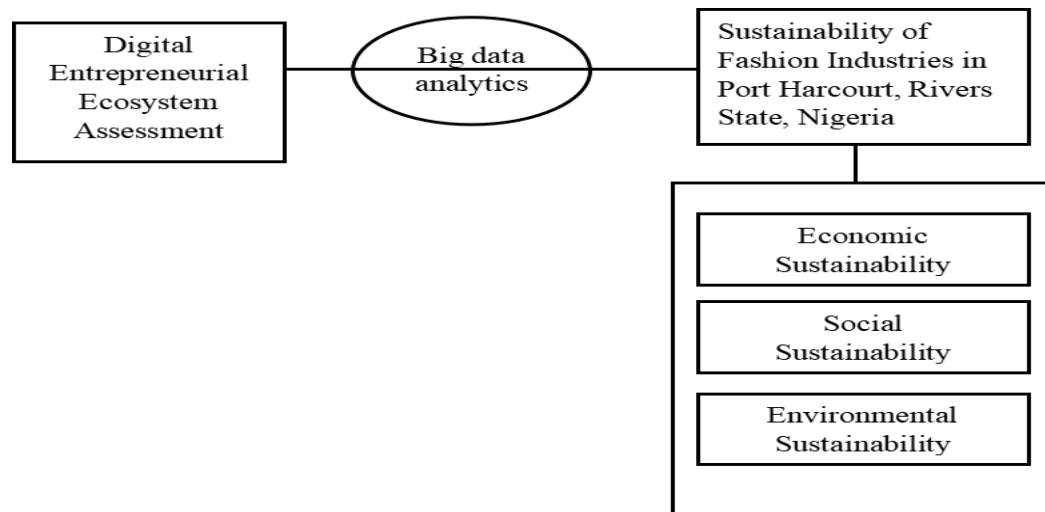 Digital
Entrepreneurial
Ecosystem
Assessment
Big data
analytics
Sustainability of
Fashion Industries in
Port Harcourt, Rivers
State, Nigeria
Economic
Sustainability
Social
Sustainability
Environmental
Sustainability